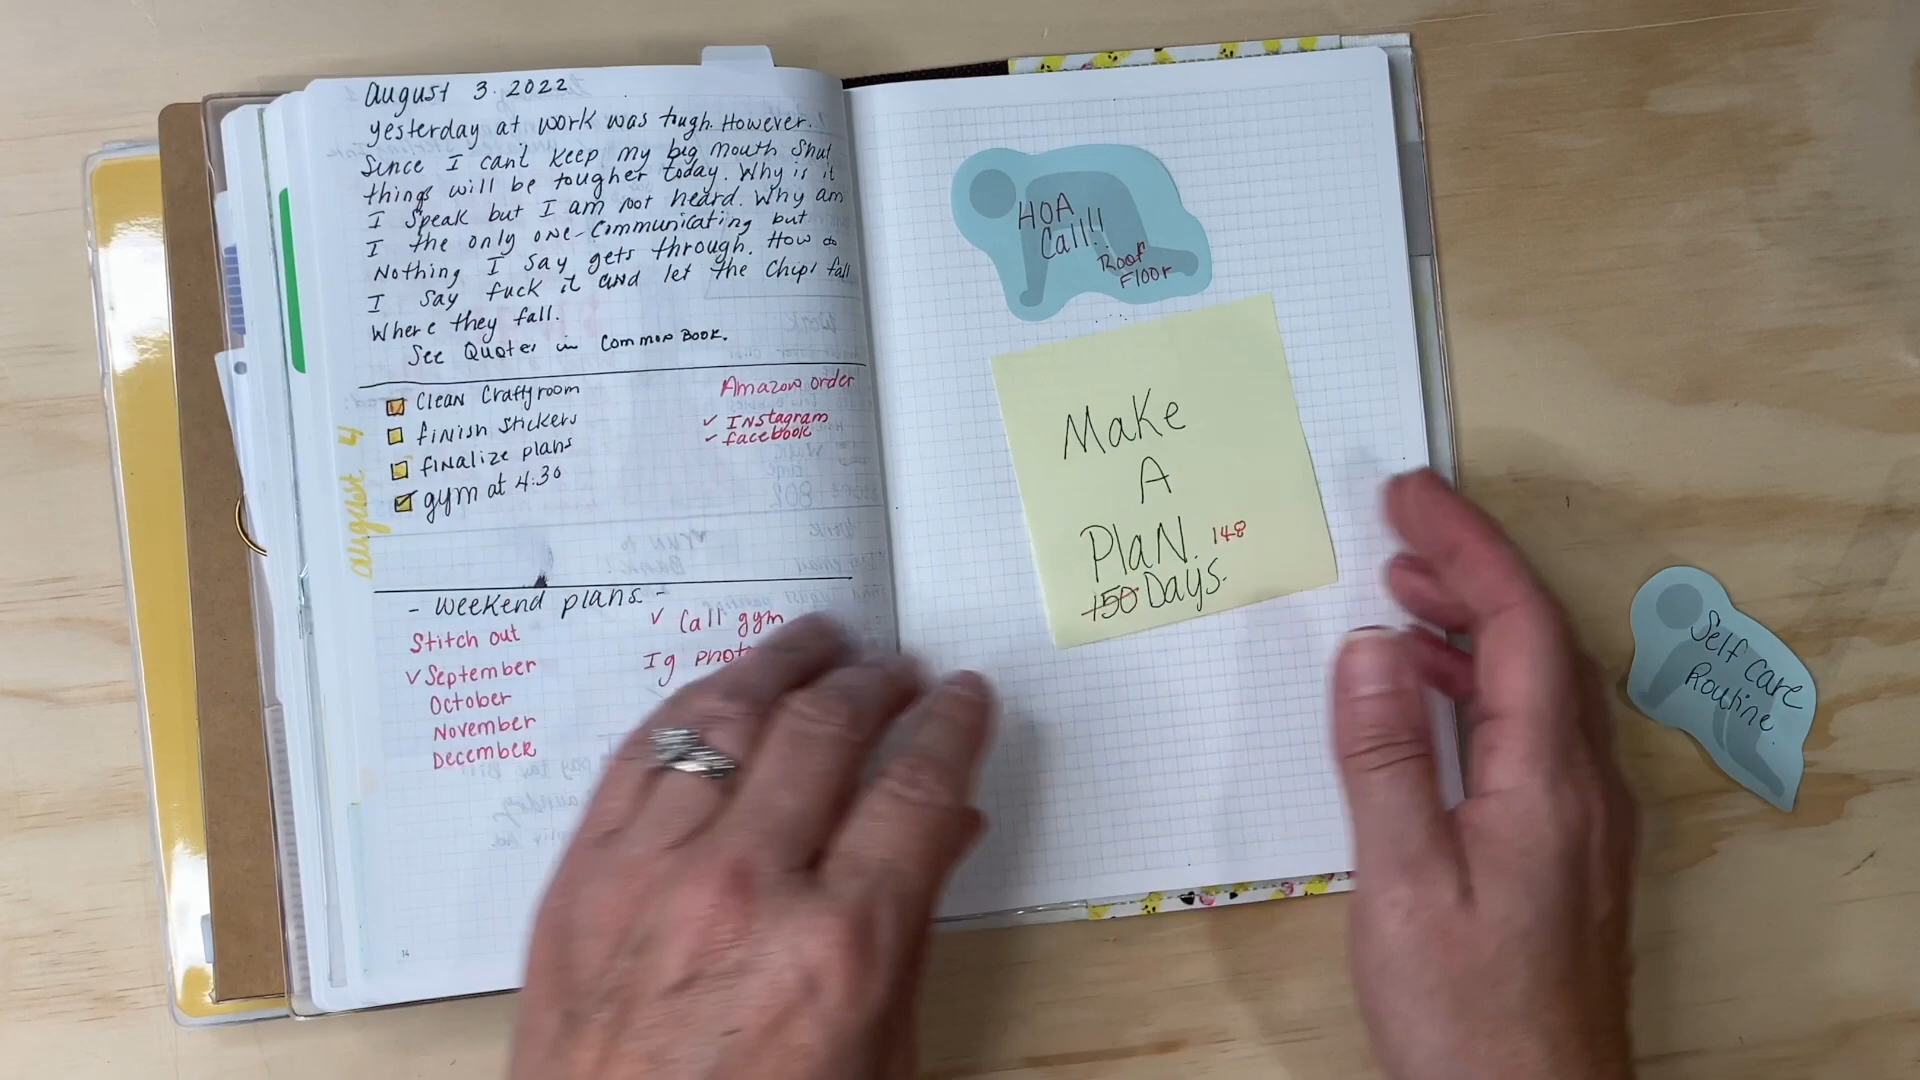 August 3. 2022
yesterday at work was tough. However.
Since I can't keep my big mouth shut
things will be tougher today. Why is it
I speak but I am not heard. Why am
I the only one communicating but
Nothing I say gets through. How do
I say fuck it and let the Chips fall
Where they fall.
See Quotes in Common Book.
august 4
Clean Craftyroom
finish stickers
finalize plans
gym at 4:30
Amazon order
✓ Instagram
✓ facebook
- weekend plans -
Stitch out
✓ September
October
November
December
✓ Call gym
Ig
14
HOA
Call!!
Roof
Floor
Make
A
Plan. 148
150 Days.
Self Care
Routine.